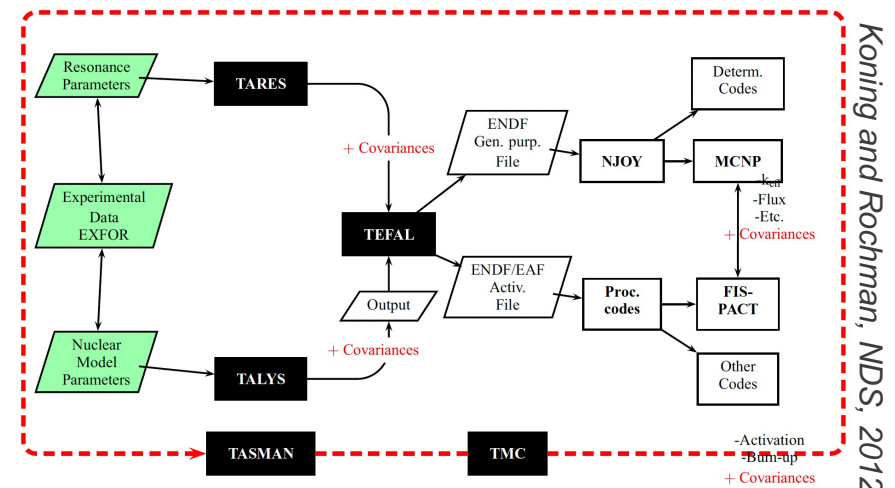 Resonance
Parameters
TARES
+ Covariances
Experimental
Data
EXFOR
Nuclear
Model
Parameters
TALYS
+ Covariances
Output
TEFAL
ENDF
Gen. purp.
File
ENDF/EAF
Activ.
File
NJOY
Proc.
codes
Determ.
Codes
MCNP
-keff
-Flux
-Etc.
+ Covariances
FIS-
PACT
Other
Codes
TASMAN
TMC
-Activation
-Burn-up
+ Covariances
Koning and Rochman, NDS, 2012